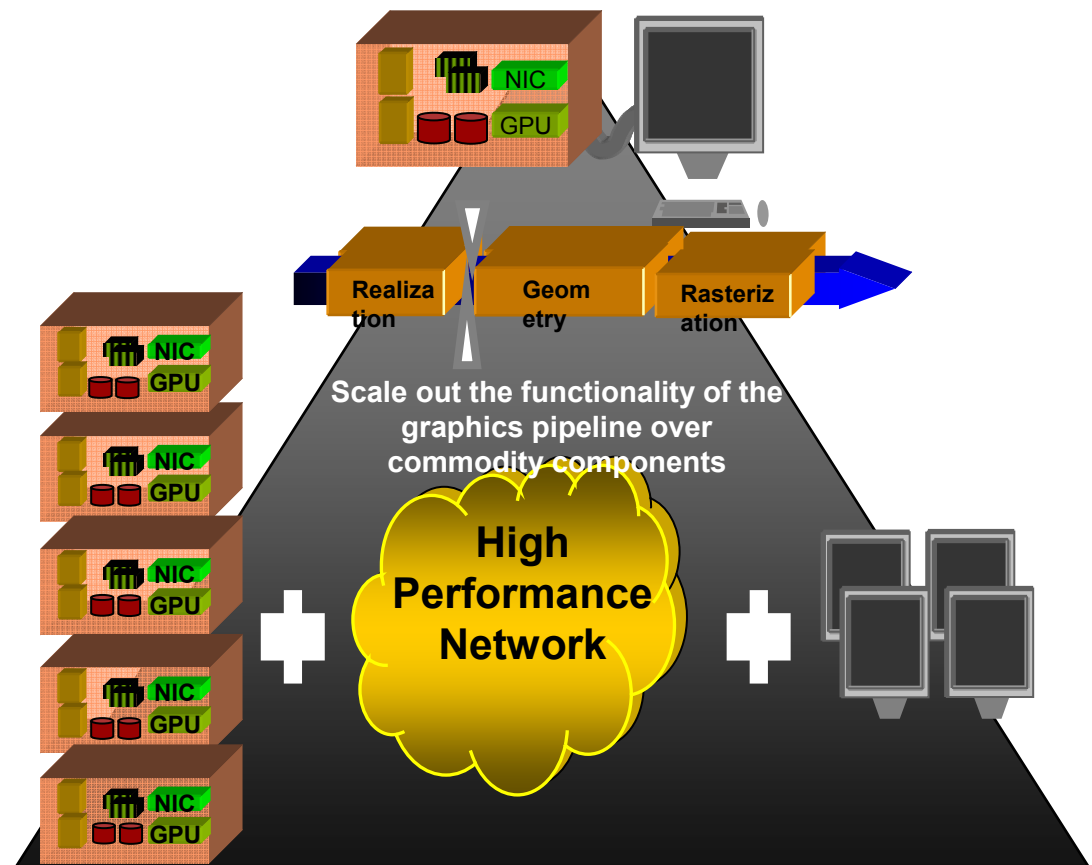 NIC
GPU
Realiza
tion
Geom
etry
Rasteriz
ation
Scale out the functionality of the
graphics pipeline over
commodity components
NIC
GPU
NIC
GPU
NIC
GPU
NIC
GPU
NIC
GPU
High
Performance
Network